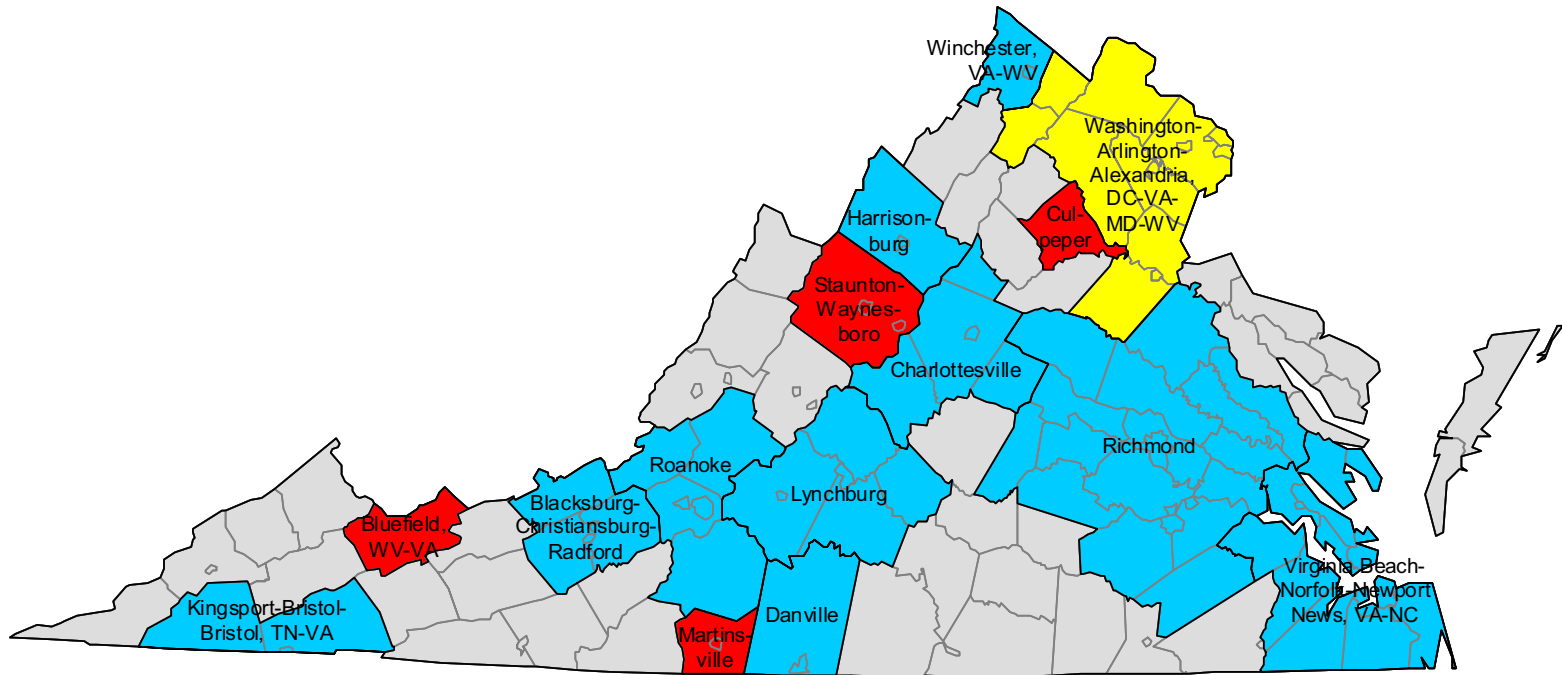 Winchester,
VA-WV
Washington-
Arlington-
Alexandria,
DC-VA-
MD-WV
Harrison-
burg
Cul-
peper
Staunton-
Waynes-
boro
Charlottesville
Richmond
Roanoke
Lynchburg
Blacksburg-
Christiansburg-
Radford
Bluefield,
WV-VA
Virginia Beach-
Norfolk-Newport
News, VA-NC
Kingsport-Bristol-
Bristol, TN-VA
Danville
Martins-
ville